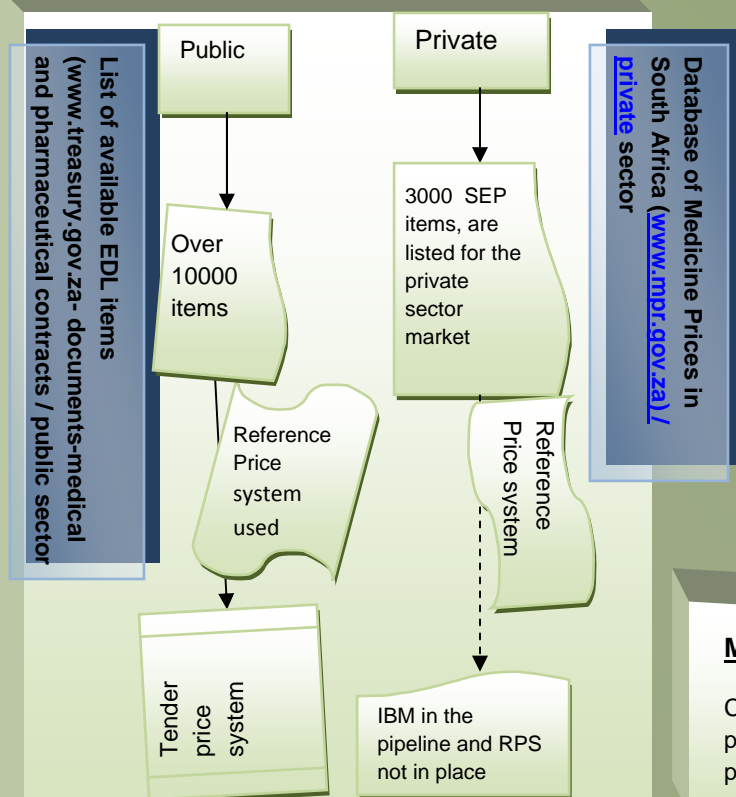 List of available EDL items
(www.treasury.gov.za- documents-medical
and pharmaceutical contracts / public sector
Public
Over
10000
items
Reference
Price
system
used
Tender
price
system
Private
3000 SEP
items, are
listed for the
private
sector
market
Reference
Price system
IBM in the
pipeline and RPS
not in place
Database of Medicine Prices in
South Africa (www.mpr.gov.za) /
private sector